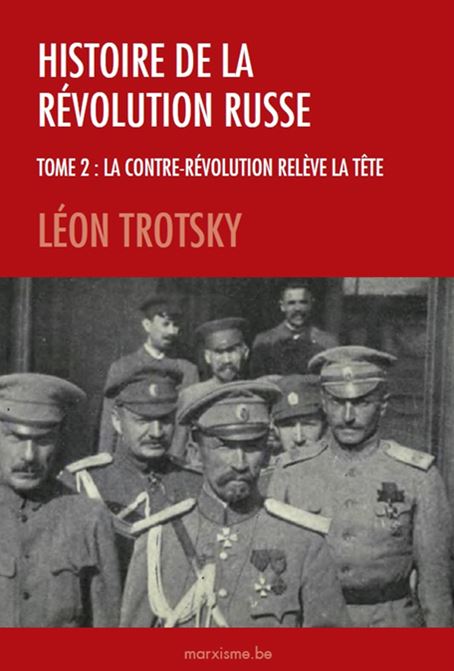 HISTOIRE DE LA
RÉVOLUTION RUSSE
TOME 2 : LA CONTRE-RÉVOLUTION RELÈVE LA TÊTE
LÉON TROTSKY
marxisme.be